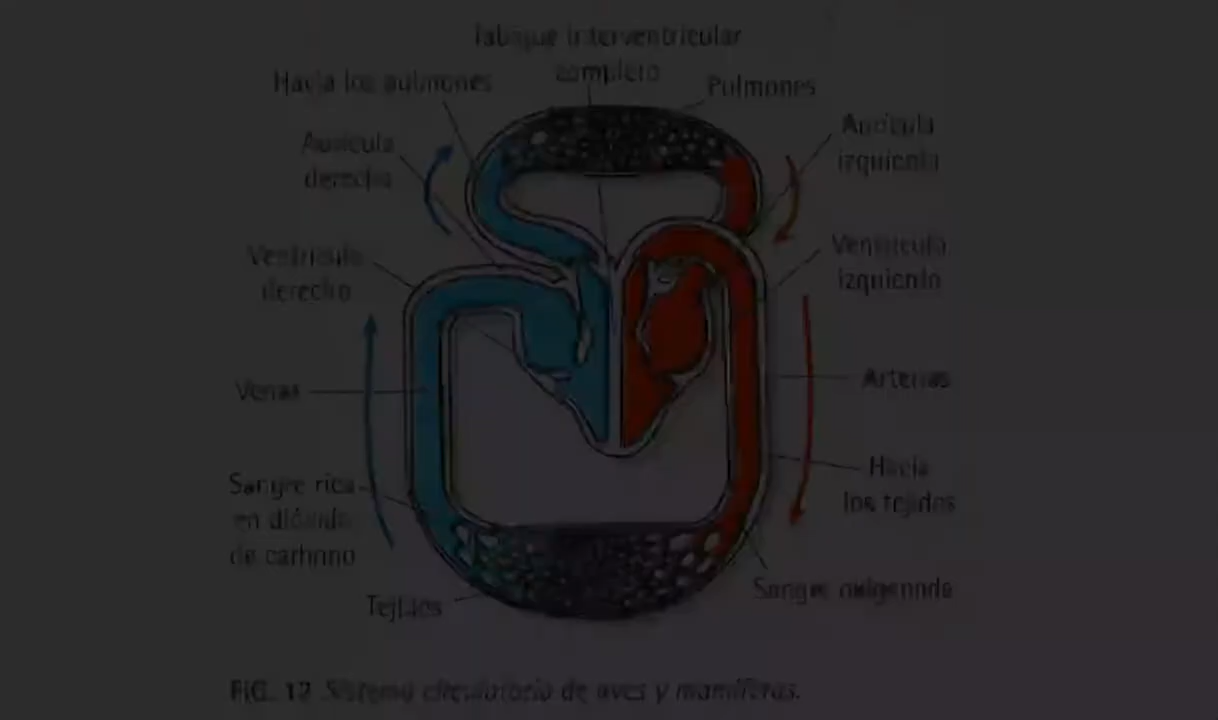 Tabique interventricular
completo
Hacia los pulmones
Pulmones
Aurícula
derecha
Aurícula
izquierda
Ventrículo
derecho
Ventrículo
izquierdo
Venas
Arterias
Hacia
los tejidos
Sangre rica
en dióxido
de carbono
Sangre oxigenada
Tejidos
FIG. 12 Sistema circulatorio de aves y mamíferos.